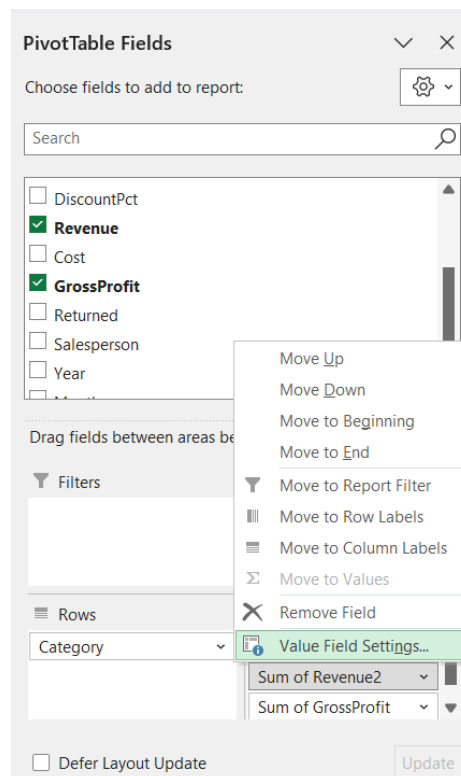 PivotTable Fields
Choose fields to add to report:
Search
DiscountPct
Revenue
Cost
GrossProfit
Returned
Salesperson
Year
Drag fields between areas be
Filters
Rows
Category
Move Up
Move Down
Move to Beginning
Move to End
Move to Report Filter
Move to Row Labels
Move to Column Labels
Σ Move to Values
Remove Field
Value Field Settings...
Sum of Revenue2
Sum of GrossProfit
Defer Layout Update
Update